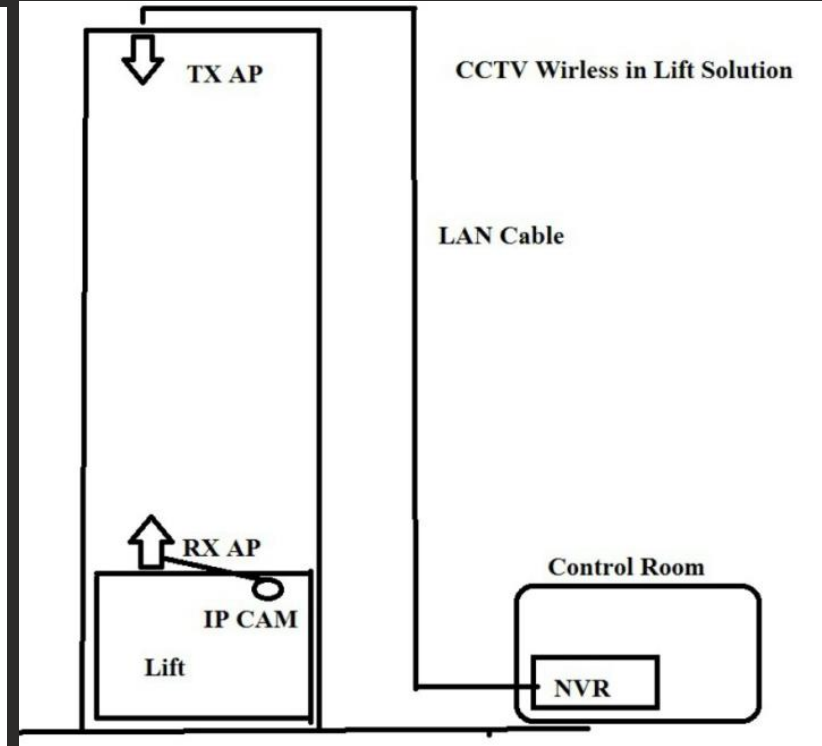 TX AP
CCTV Wirless in Lift Solution
LAN Cable
RX AP
IP CAM
Lift
Control Room
NVR